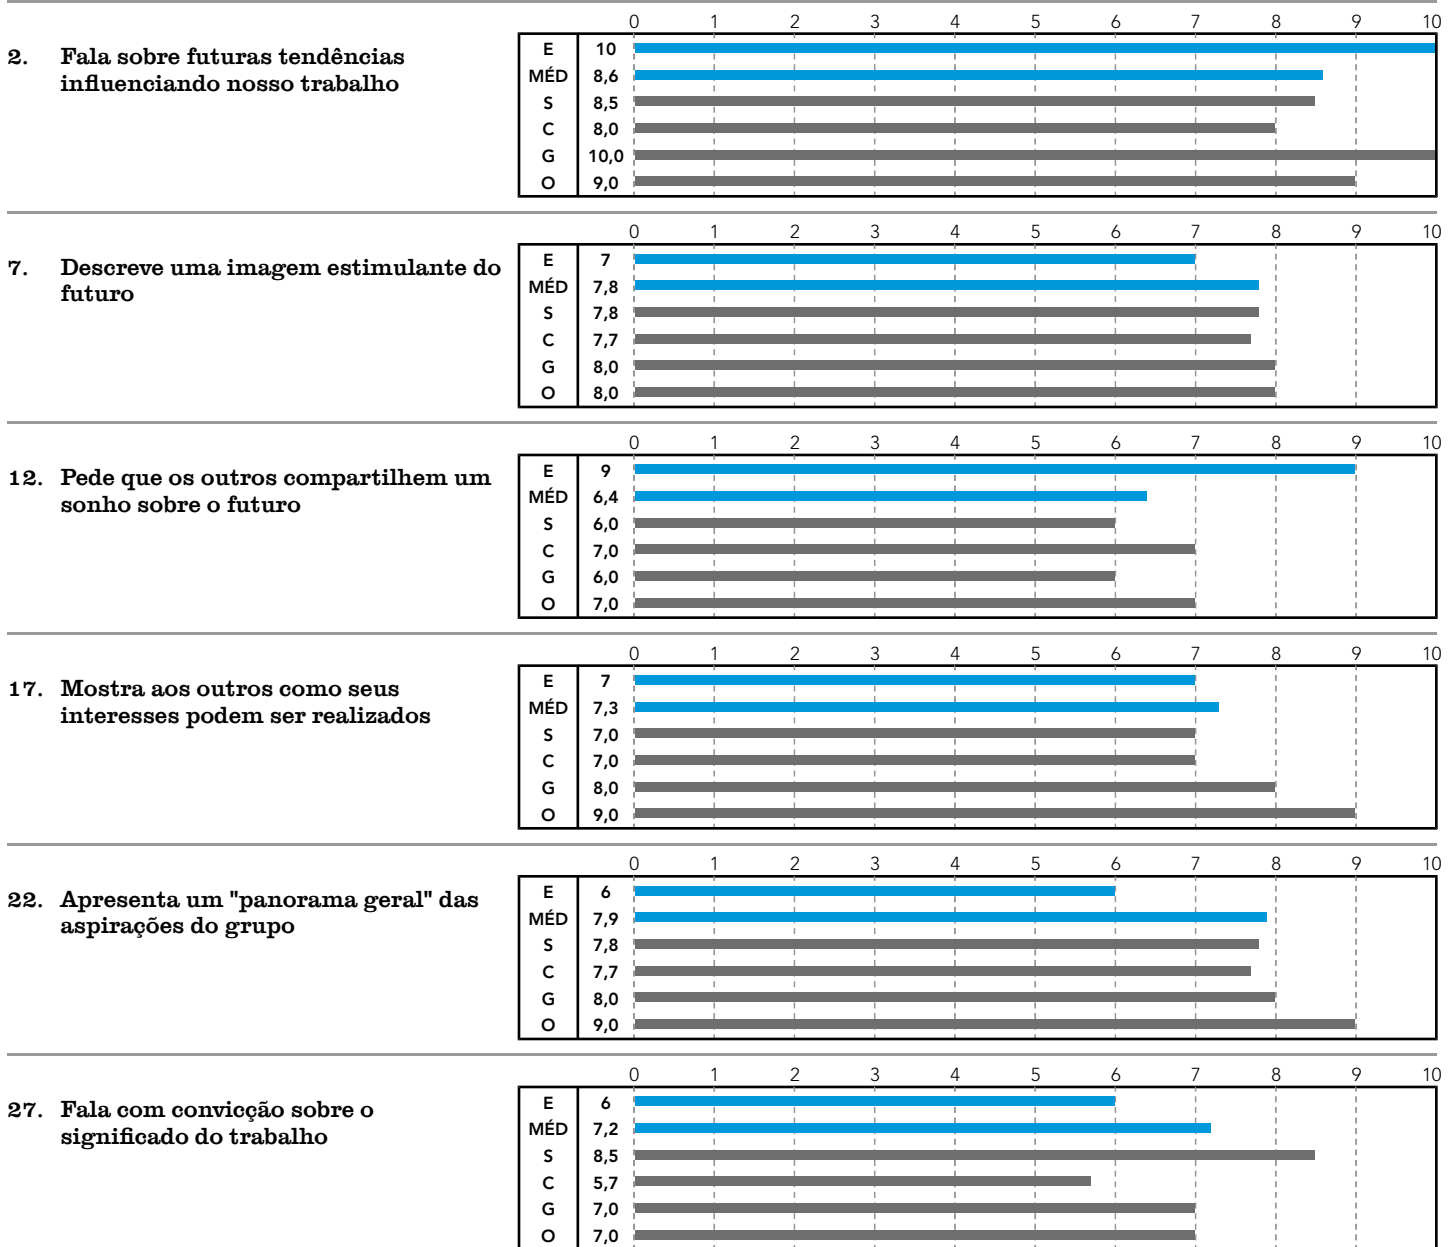 0 1 2 3 4 5 6 7 8 9 10
2. Fala sobre futuras tendências
influenciando nosso trabalho
E 10
MÉD 8,6
S 8,5
C 8,0
G 10,0
O 9,0
0 1 2 3 4 5 6 7 8 9 10
7. Descreve uma imagem estimulante do
futuro
E 7
MÉD 7,8
S 7,8
C 7,7
G 8,0
O 8,0
0 1 2 3 4 5 6 7 8 9 10
12. Pede que os outros compartilhem um
sonho sobre o futuro
E 9
MÉD 6,4
S 6,0
C 7,0
G 6,0
O 7,0
0 1 2 3 4 5 6 7 8 9 10
17. Mostra aos outros como seus
interesses podem ser realizados
E 7
MÉD 7,3
S 7,0
C 7,0
G 8,0
O 9,0
0 1 2 3 4 5 6 7 8 9 10
22. Apresenta um "panorama geral" das
aspirações do grupo
E 6
MÉD 7,9
S 7,8
C 7,7
G 8,0
O 9,0
0 1 2 3 4 5 6 7 8 9 10
27. Fala com convicção sobre o
significado do trabalho
E 6
MÉD 7,2
S 8,5
C 5,7
G 7,0
O 7,0